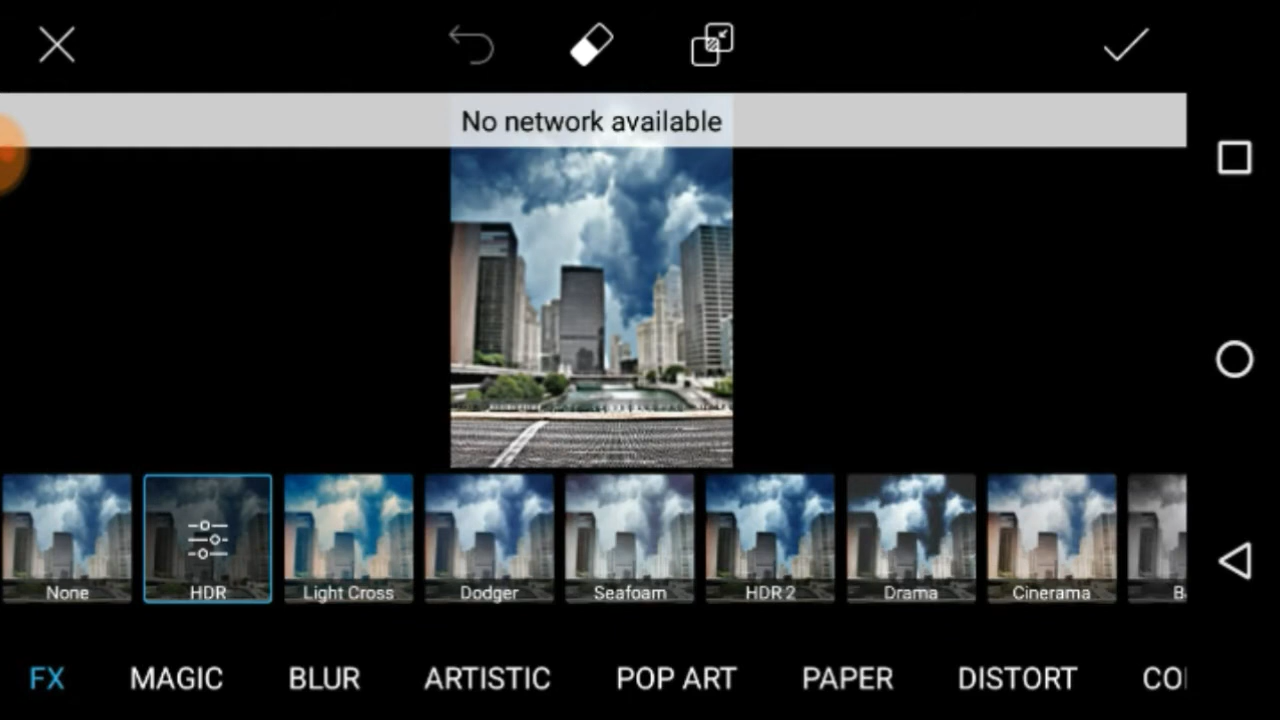 No network available
None
HDR
Light Cross
Dodger
Seafoam
HDR 2
Drama
Cinerama
B
FX
MAGIC
BLUR
ARTISTIC
POP ART
PAPER
DISTORT
CO